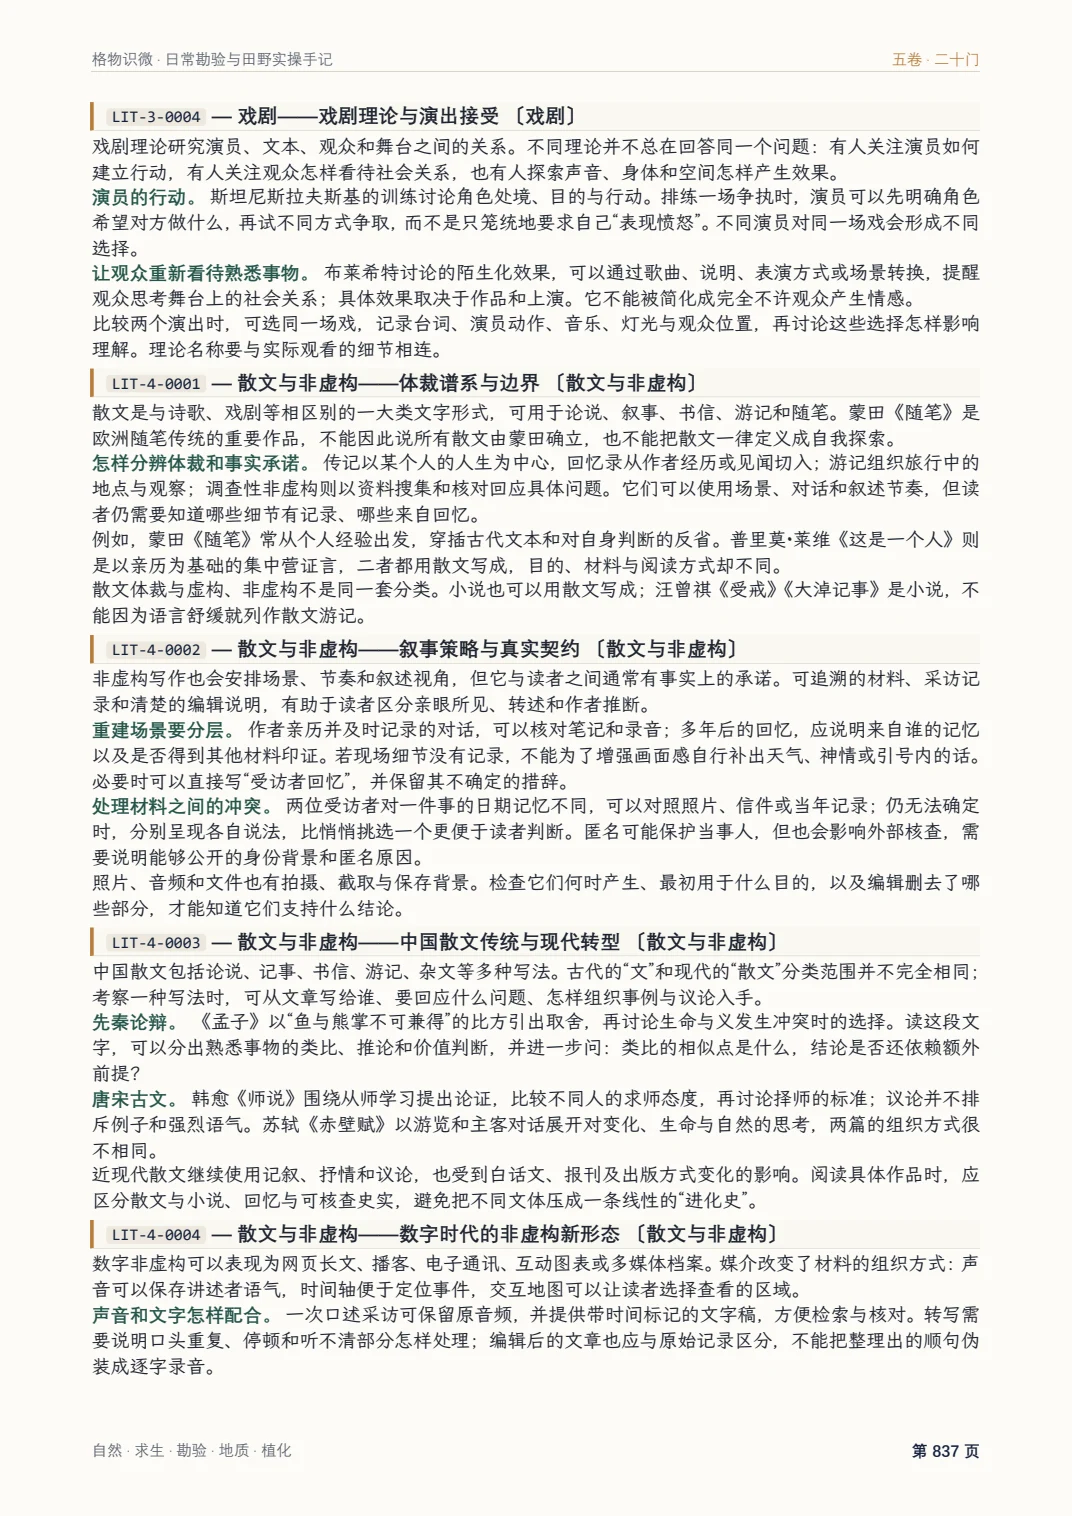 格物识微 · 日常勘验与田野实操手记
五卷 · 二十门
LIT-3-0004 — 戏剧——戏剧理论与演出接受 〔戏剧〕
戏剧理论研究演员、文本、观众和舞台之间的关系。不同理论并不总在回答同一个问题：有人关注演员如何
建立行动，有人关注观众怎样看待社会关系，也有人探索声音、身体和空间怎样产生效果。
演员的行动。 斯坦尼斯拉夫斯基的训练讨论角色处境、目的与行动。排练一场争执时，演员可以先明确角色
希望对方做什么，再试不同方式争取，而不是只笼统地要求自己“表现愤怒”。不同演员对同一场戏会形成不同
选择。
让观众重新看待熟悉事物。 布莱希特讨论的陌生化效果，可以通过歌曲、说明、表演方式或场景转换，提醒
观众思考舞台上的社会关系；具体效果取决于作品和上演。它不能被简化成完全不许观众产生情感。
比较两个演出时，可选同一场戏，记录台词、演员动作、音乐、灯光与观众位置，再讨论这些选择怎样影响
理解。理论名称要与实际观看的细节相连。
LIT-4-0001 — 散文与非虚构——体裁谱系与边界 〔散文与非虚构〕
散文是与诗歌、戏剧等相区别的一大类文字形式，可用于论说、叙事、书信、游记和随笔。蒙田《随笔》是
欧洲随笔传统的重要作品，不能因此说所有散文由蒙田确立，也不能把散文一律定义成自我探索。
怎样分辨体裁和事实承诺。 传记以某个人的人生为中心，回忆录从作者经历或见闻切入；游记组织旅行中的
地点与观察；调查性非虚构则以资料搜集和核对回应具体问题。它们可以使用场景、对话和叙述节奏，但读
者仍需要知道哪些细节有记录、哪些来自回忆。
例如，蒙田《随笔》常从个人经验出发，穿插古代文本和对自身判断的反省。普里莫•莱维《这是一个人》则
是以亲历为基础的集中营证言，二者都用散文写成，目的、材料与阅读方式却不同。
散文体裁与虚构、非虚构不是同一套分类。小说也可以用散文写成；汪曾祺《受戒》《大淖记事》是小说，不
能因为语言舒缓就列作散文游记。
LIT-4-0002 — 散文与非虚构——叙事策略与真实契约 〔散文与非虚构〕
非虚构写作也会安排场景、节奏和叙述视角，但它与读者之间通常有事实上的承诺。可追溯的材料、采访记
录和清楚的编辑说明，有助于读者区分亲眼所见、转述和作者推断。
重建场景要分层。 作者亲历并及时记录的对话，可以核对笔记和录音；多年后的回忆，应说明来自谁的记忆
以及是否得到其他材料印证。若现场细节没有记录，不能为了增强画面感自行补出天气、神情或引号内的话。
必要时可以直接写“受访者回忆”，并保留其不确定的措辞。
处理材料之间的冲突。 两位受访者对一件事的日期记忆不同，可以对照照片、信件或当年记录；仍无法确定
时，分别呈现各自说法，比悄悄挑选一个更便于读者判断。匿名可能保护当事人，但也会影响外部核查，需
要说明能够公开的身份背景和匿名原因。
照片、音频和文件也有拍摄、截取与保存背景。检查它们何时产生、最初用于什么目的，以及编辑删去了哪
些部分，才能知道它们支持什么结论。
LIT-4-0003 — 散文与非虚构——中国散文传统与现代转型 〔散文与非虚构〕
中国散文包括论说、记事、书信、游记、杂文等多种写法。古代的“文”和现代的“散文”分类范围并不完全相同；
考察一种写法时，可从文章写给谁、要回应什么问题、怎样组织事例与议论入手。
先秦论辩。 《孟子》以“鱼与熊掌不可兼得”的比方引出取舍，再讨论生命与义发生冲突时的选择。读这段文
字，可以分出熟悉事物的类比、推论和价值判断，并进一步问：类比的相似点是什么，结论是否还依赖额外
前提？
唐宋古文。 韩愈《师说》围绕从师学习提出论证，比较不同人的求师态度，再讨论择师的标准；议论并不排
斥例子和强烈语气。苏轼《赤壁赋》以游览和主客对话展开对变化、生命与自然的思考，两篇的组织方式很
不相同。
近现代散文继续使用记叙、抒情和议论，也受到白话文、报刊及出版方式变化的影响。阅读具体作品时，应
区分散文与小说、回忆与可核查史实，避免把不同文体压成一条线性的“进化史”。
LIT-4-0004 — 散文与非虚构——数字时代的非虚构新形态 〔散文与非虚构〕
数字非虚构可以表现为网页长文、播客、电子通讯、互动图表或多媒体档案。媒介改变了材料的组织方式：声
音可以保存讲述者语气，时间轴便于定位事件，交互地图可以让读者选择查看的区域。
声音和文字怎样配合。 一次口述采访可保留原音频，并提供带时间标记的文字稿，方便检索与核对。转写需
要说明口头重复、停顿和听不清部分怎样处理；编辑后的文章也应与原始记录区分，不能把整理出的顺句伪
装成逐字录音。
自然 · 求生 · 勘验 · 地质 · 植化
第 837 页